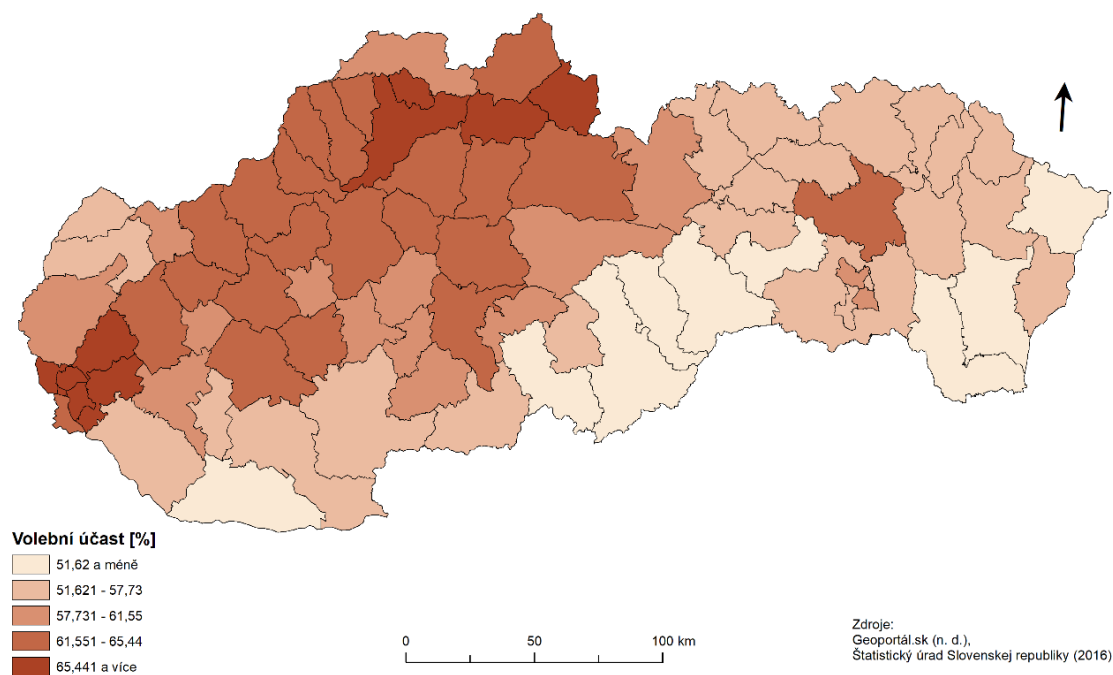 Volební účast [%]
51,62 a méně
51,621 - 57,73
57,731 - 61,55
61,551 - 65,44
65,441 a více
0 50 100 km
Zdroje:
Geoportál.sk (n. d.),
Štatistický úrad Slovenskej republiky (2016)